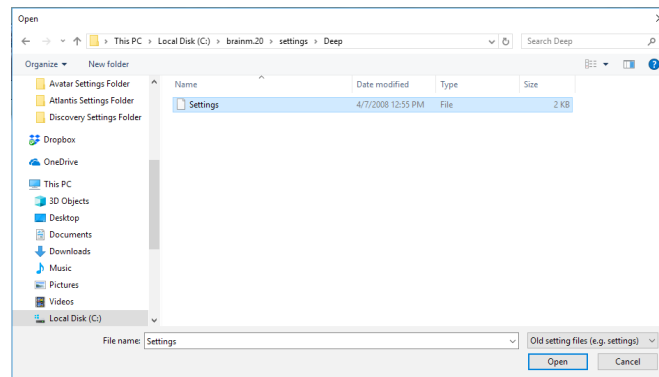 Open
This PC > Local Disk (C:) > brainm.20 > settings > Deep
Search Deep
Organize
New folder
Name
Date modified
Type
Size
Avatar Settings Folder
Atlantis Settings Folder
Discovery Settings Folder
Dropbox
OneDrive
This PC
3D Objects
Desktop
Documents
Downloads
Music
Pictures
Videos
Local Disk (C:)
Settings
4/7/2008 12:55 PM
File
2 KB
File name:
Settings
Old setting files (e.g. settings)
Open
Cancel